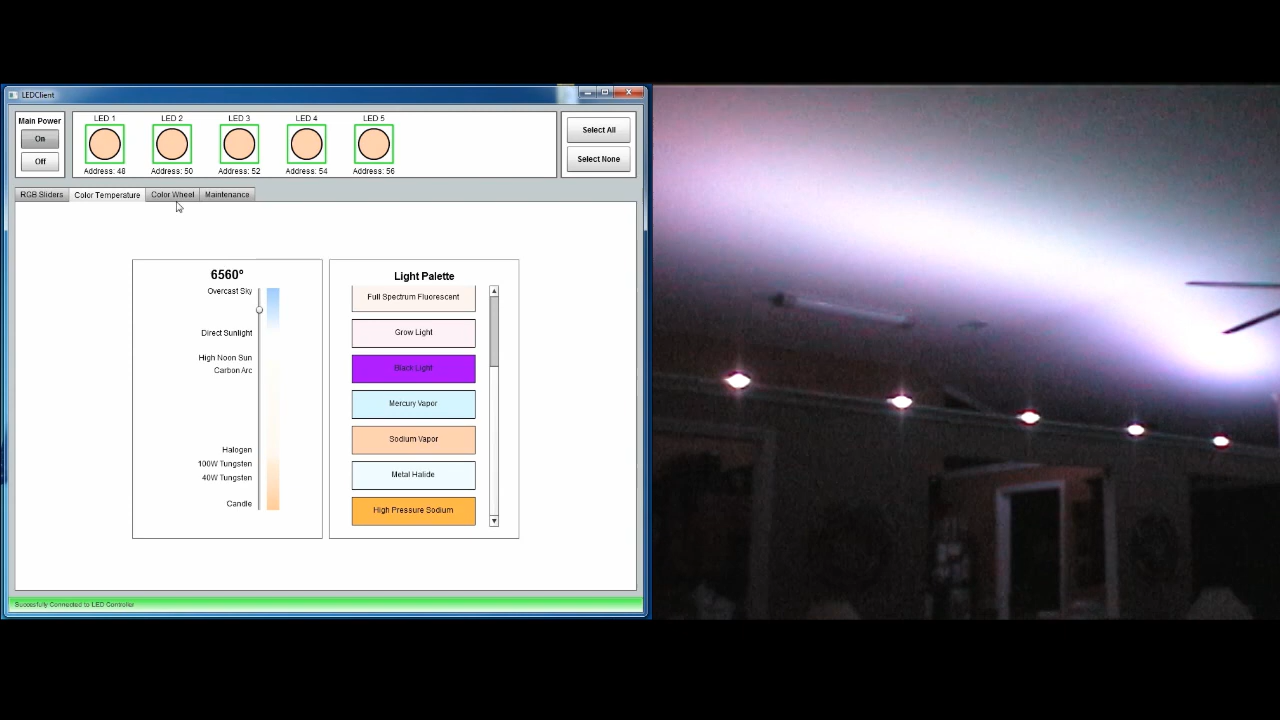 LEDClient
Main Power
On
Off
LED 1
LED 2
LED 3
LED 4
LED 5
Address: 48
Address: 50
Address: 52
Address: 54
Address: 56
Select All
Select None
RGB Sliders
Color Temperature
Color Wheel
Maintenance
6560°
Overcast Sky
Direct Sunlight
High Noon Sun
Carbon Arc
Halogen
100W Tungsten
40W Tungsten
Candle
Light Palette
Full Spectrum Fluorescent
Grow Light
Black Light
Mercury Vapor
Sodium Vapor
Metal Halide
High Pressure Sodium
Succesfully Connected to LED Controller